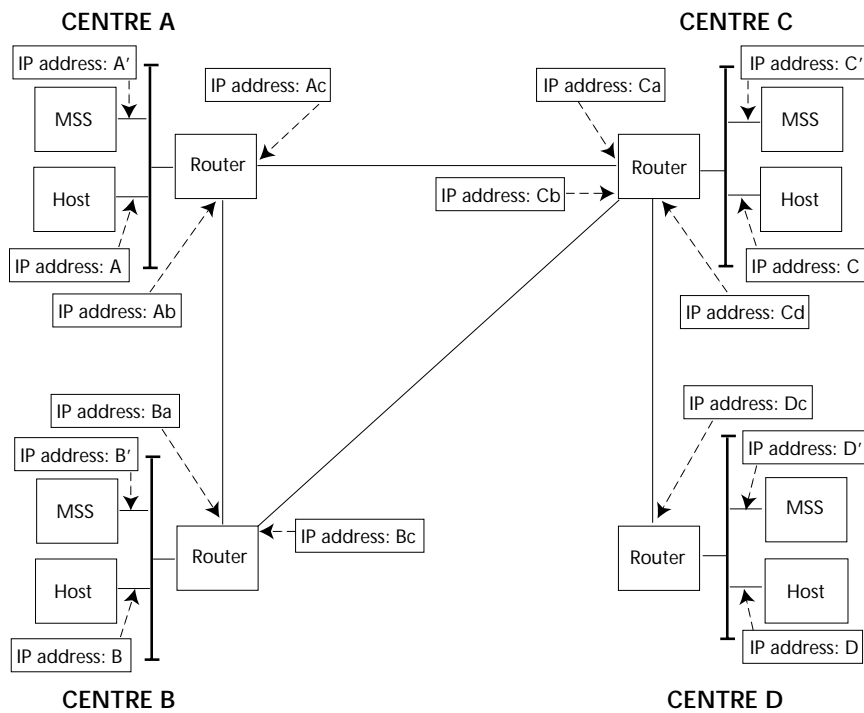 CENTRE A
CENTRE C
IP address: A'
IP address: Ac
IP address: Ca
IP address: C'
MSS
Router
Router
MSS
IP address: Cb
Host
Host
IP address: A
IP address: C
IP address: Ab
IP address: Cd
IP address: Ba
IP address: Dc
IP address: B'
IP address: D'
MSS
MSS
Router
IP address: Bc
Router
Host
Host
IP address: B
IP address: D
CENTRE B
CENTRE D